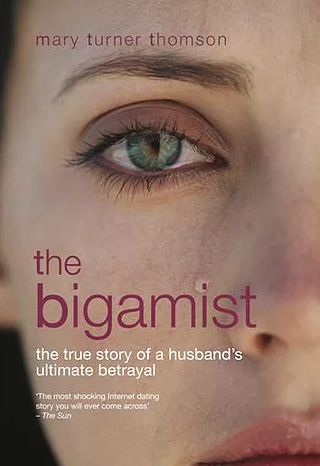 mary turner thomson
the
bigamist
the true story of a husband's
ultimate betrayal
'The most shocking Internet dating
story you will ever come across'
– The Sun